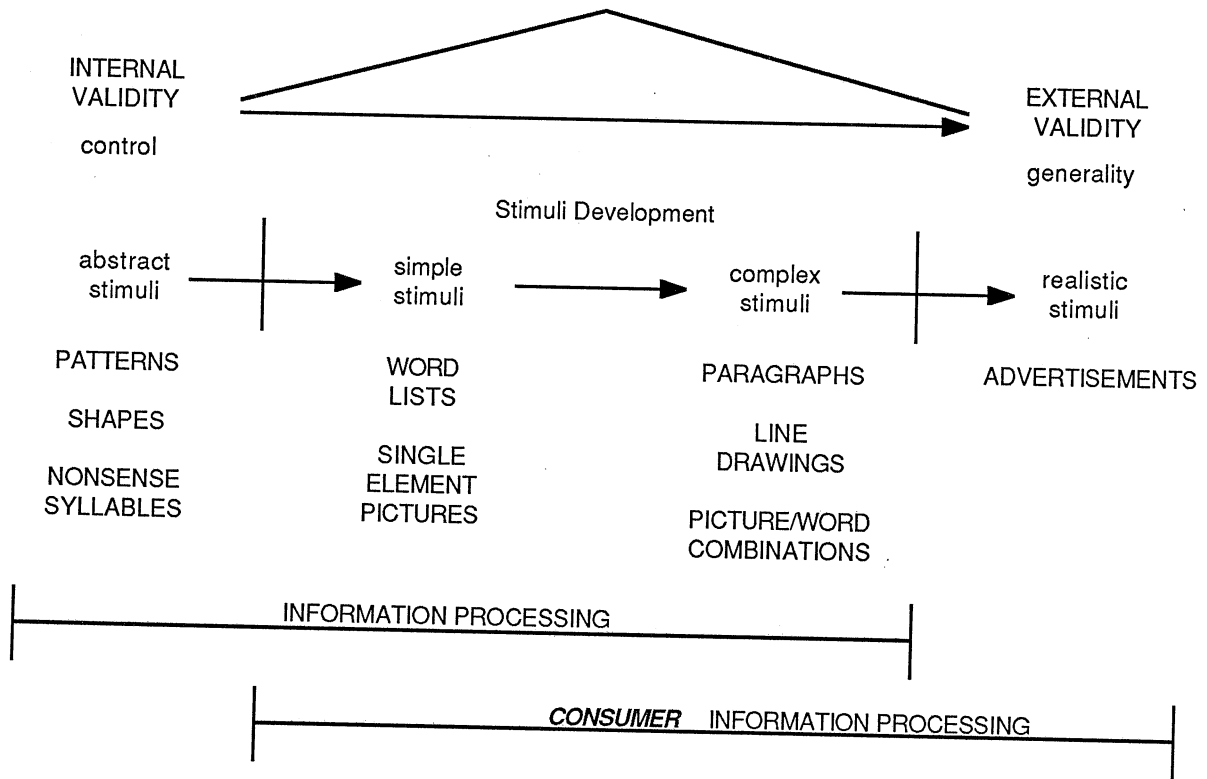 INTERNAL
VALIDITY
control
EXTERNAL
VALIDITY
generality
Stimuli Development
abstract
stimuli
simple
stimuli
complex
stimuli
realistic
stimuli
PATTERNS
SHAPES
NONSENSE
SYLLABLES
WORD
LISTS
SINGLE
ELEMENT
PICTURES
PARAGRAPHS
LINE
DRAWINGS
PICTURE/WORD
COMBINATIONS
ADVERTISEMENTS
INFORMATION PROCESSING
CONSUMER INFORMATION PROCESSING